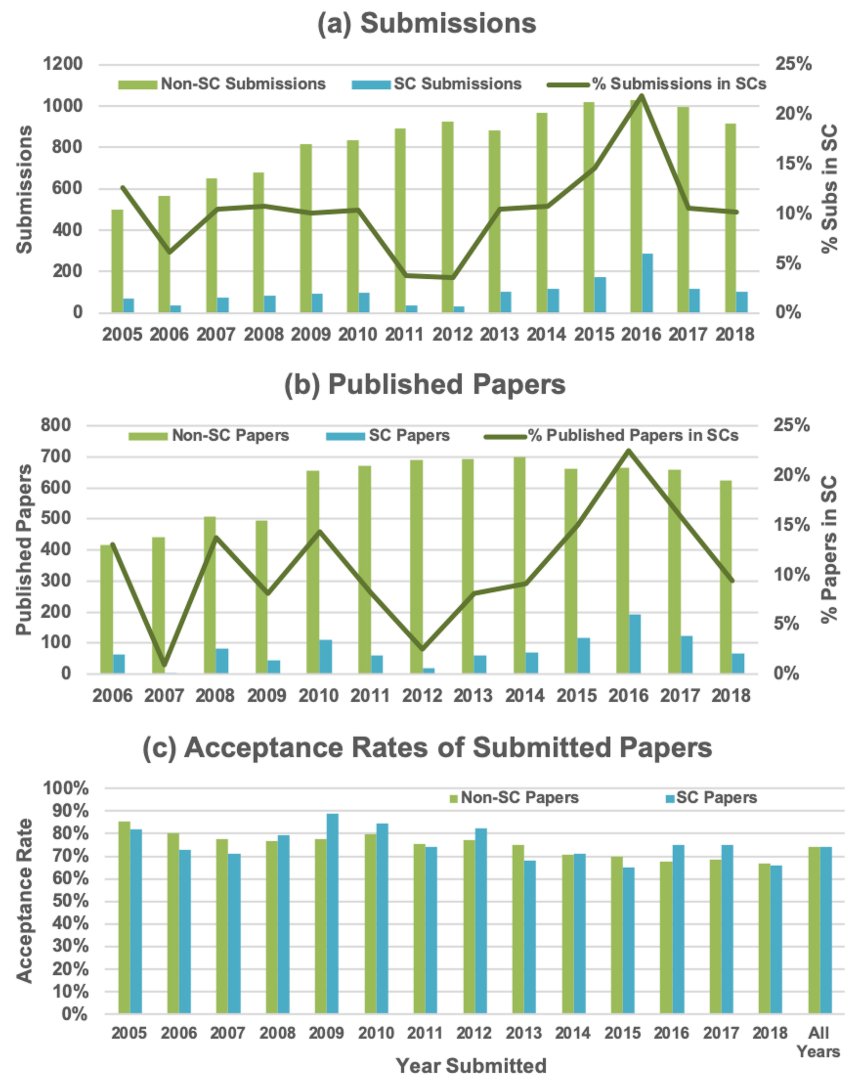 (a) Submissions
1200
1000
800
600
400
200
0
Submissions
Non-SC Submissions SC Submissions % Submissions in SCs
25%
20%
15%
10%
5%
0%
% Subs in SC
2005 2006 2007 2008 2009 2010 2011 2012 2013 2014 2015 2016 2017 2018
(b) Published Papers
800
700
600
500
400
300
200
100
0
Published Papers
Non-SC Papers SC Papers % Published Papers in SCs
25%
20%
15%
10%
5%
0%
% Papers in SC
2006 2007 2008 2009 2010 2011 2012 2013 2014 2015 2016 2017 2018
(c) Acceptance Rates of Submitted Papers
100%
90%
80%
70%
60%
50%
40%
30%
20%
10%
0%
Acceptance Rate
Non-SC Papers SC Papers
2005 2006 2007 2008 2009 2010 2011 2012 2013 2014 2015 2016 2017 2018 All
Years
Year Submitted